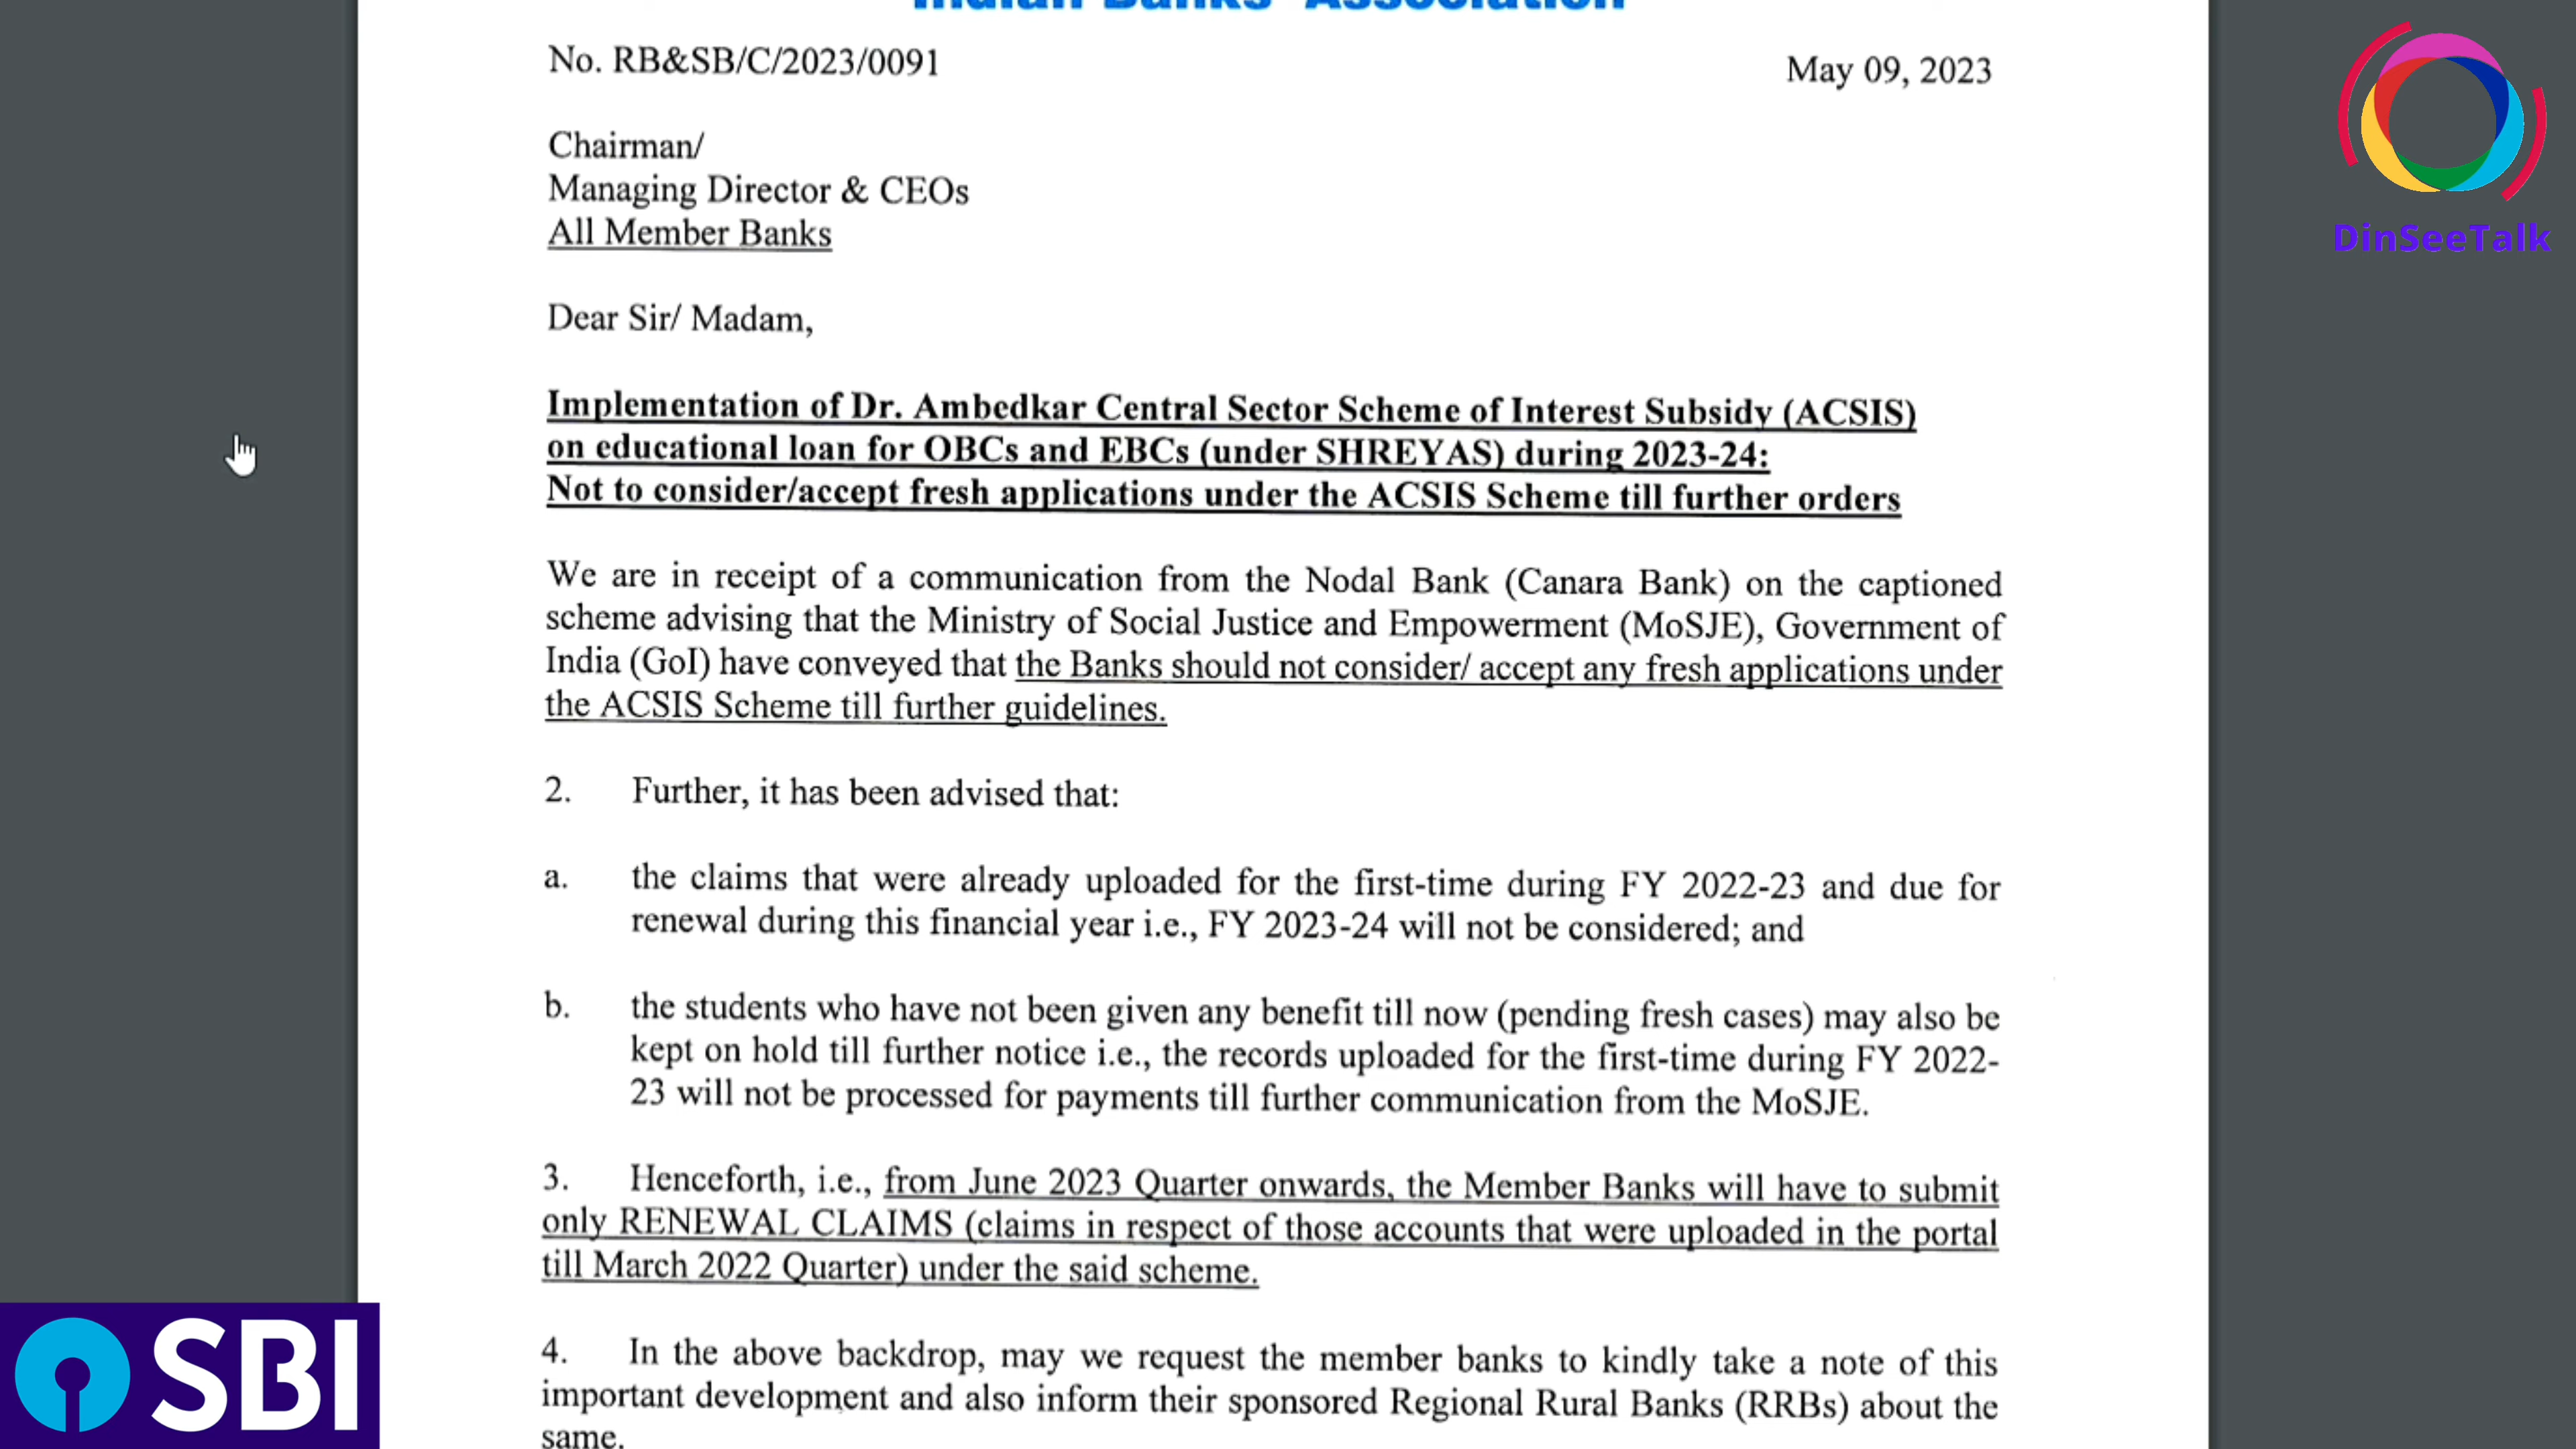 Indian Banks' Association
No. RB&SB/C/2023/0091
May 09, 2023
Chairman/
Managing Director & CEOs
All Member Banks
Dear Sir/ Madam,
Implementation of Dr. Ambedkar Central Sector Scheme of Interest Subsidy (ACSIS)
on educational loan for OBCs and EBCs (under SHREYAS) during 2023-24:
Not to consider/accept fresh applications under the ACSIS Scheme till further orders
We are in receipt of a communication from the Nodal Bank (Canara Bank) on the captioned
scheme advising that the Ministry of Social Justice and Empowerment (MoSJE), Government of
India (GoI) have conveyed that the Banks should not consider/ accept any fresh applications under
the ACSIS Scheme till further guidelines.
2. Further, it has been advised that:
a. the claims that were already uploaded for the first-time during FY 2022-23 and due for
renewal during this financial year i.e., FY 2023-24 will not be considered; and
b. the students who have not been given any benefit till now (pending fresh cases) may also be
kept on hold till further notice i.e., the records uploaded for the first-time during FY 2022-
23 will not be processed for payments till further communication from the MoSJE.
3. Henceforth, i.e., from June 2023 Quarter onwards, the Member Banks will have to submit
only RENEWAL CLAIMS (claims in respect of those accounts that were uploaded in the portal
till March 2022 Quarter) under the said scheme.
4. In the above backdrop, may we request the member banks to kindly take a note of this
important development and also inform their sponsored Regional Rural Banks (RRBs) about the
same.
DinSeeTalk
SBI